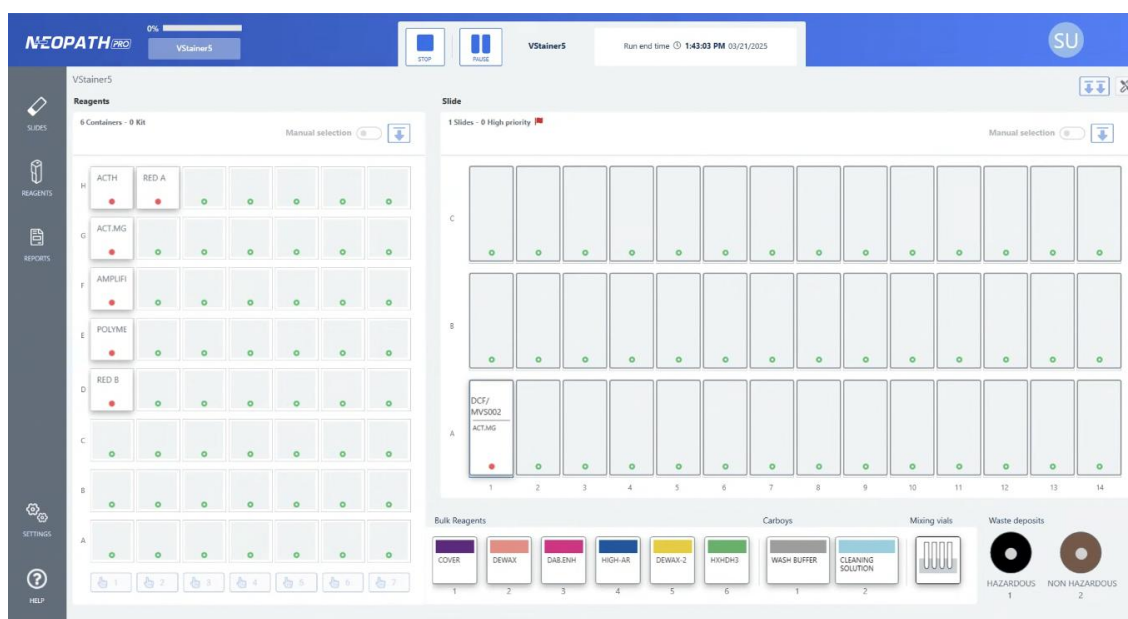 NEOPATH PRO
0%
VStainer5
STOP
PAUSE
VStainer5
Run end time 1:43:03 PM 03/21/2025
SU
SLIDES
REAGENTS
REPORTS
SETTINGS
HELP
VStainer5
Reagents
6 Containers - 0 Kit
Manual selection
H
ACTH
RED A
G
ACT.MG
F
AMPLIFI
E
POLYME
D
RED B
C
B
A
1 2 3 4 5 6 7
Slide
1 Slides - 0 High priority
Manual selection
C
B
A
DCF/
MVS002
ACT.MG
1 2 3 4 5 6 7 8 9 10 11 12 13 14
Bulk Reagents
COVER
DEWAX
DAB.ENH
HIGH-AR
DEWAX-2
HXHDH3
1 2 3 4 5 6
Carboys
WASH BUFFER
CLEANING
SOLUTION
1 2
Mixing vials
Waste deposits
HAZARDOUS
1
NON HAZARDOUS
2